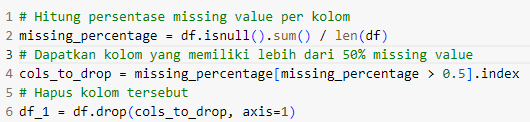 1 # Hitung persentase missing value per kolom
2 missing_percentage = df.isnull().sum() / len(df)
3 # Dapatkan kolom yang memiliki lebih dari 50% missing value
4 cols_to_drop = missing_percentage[missing_percentage > 0.5].index
5 # Hapus kolom tersebut
6 df_1 = df.drop(cols_to_drop, axis=1)